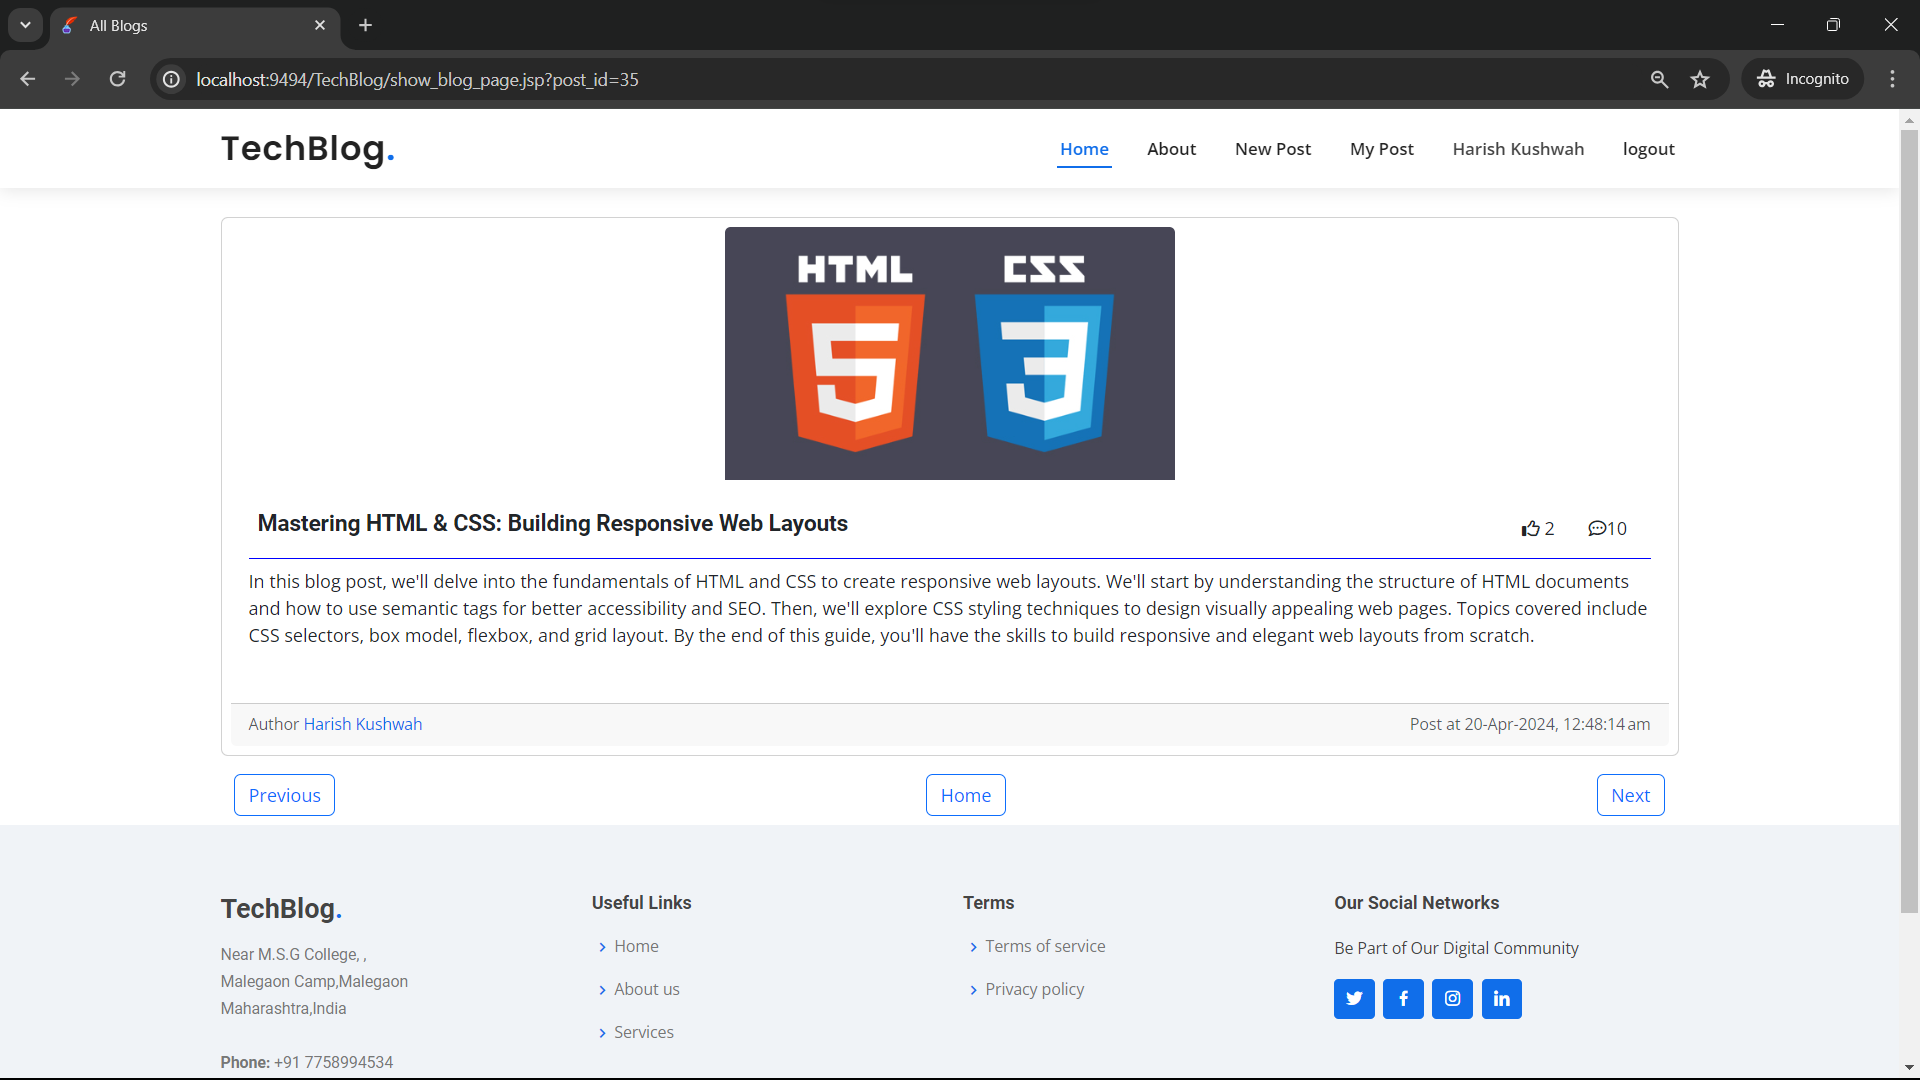 All Blogs
localhost:9494/TechBlog/show_blog_page.jsp?post_id=35
Incognito
TechBlog.
Home About New Post My Post Harish Kushwah logout
HTML CSS
5 3
Mastering HTML & CSS: Building Responsive Web Layouts
2 10
In this blog post, we'll delve into the fundamentals of HTML and CSS to create responsive web layouts. We'll start by understanding the structure of HTML documents
and how to use semantic tags for better accessibility and SEO. Then, we'll explore CSS styling techniques to design visually appealing web pages. Topics covered include
CSS selectors, box model, flexbox, and grid layout. By the end of this guide, you'll have the skills to build responsive and elegant web layouts from scratch.
Author Harish Kushwah
Post at 20-Apr-2024, 12:48:14 am
Previous Home Next
TechBlog.
Near M.S.G College, ,
Malegaon Camp,Malegaon
Maharashtra,India
Phone: +91 7758994534
Useful Links
Home
About us
Services
Terms
Terms of service
Privacy policy
Our Social Networks
Be Part of Our Digital Community